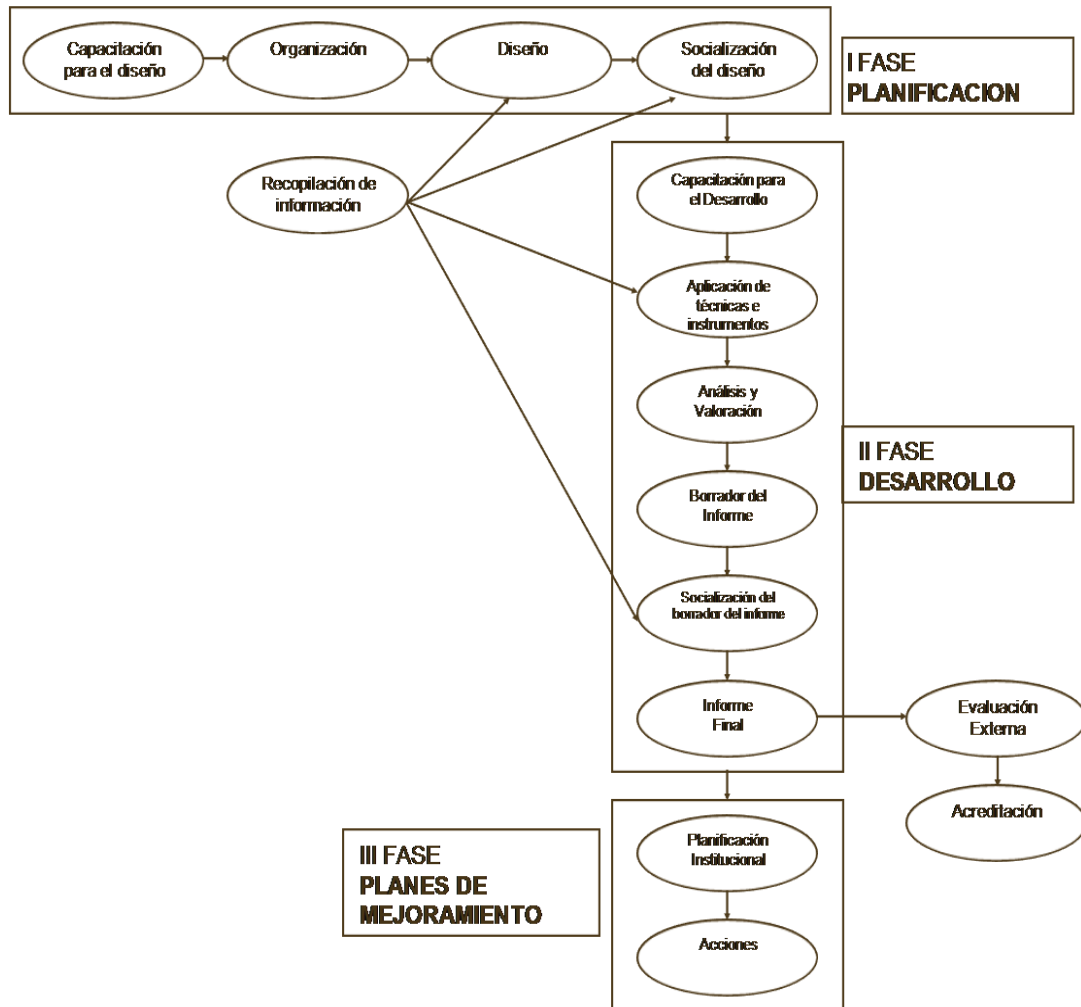 Capacitación
para el diseño
Organización
Diseño
Socialización
del diseño
I FASE
PLANIFICACION
Recopilación de
información
Capacitación para
el Desarrollo
Aplicación de
técnicas e
instrumentos
Análisis y
Valoración
II FASE
DESARROLLO
Borrador del
Informe
Socialización del
borrador del informe
Informe
Final
Evaluación
Externa
Acreditación
III FASE
PLANES DE
MEJORAMIENTO
Planificación
Institucional
Acciones